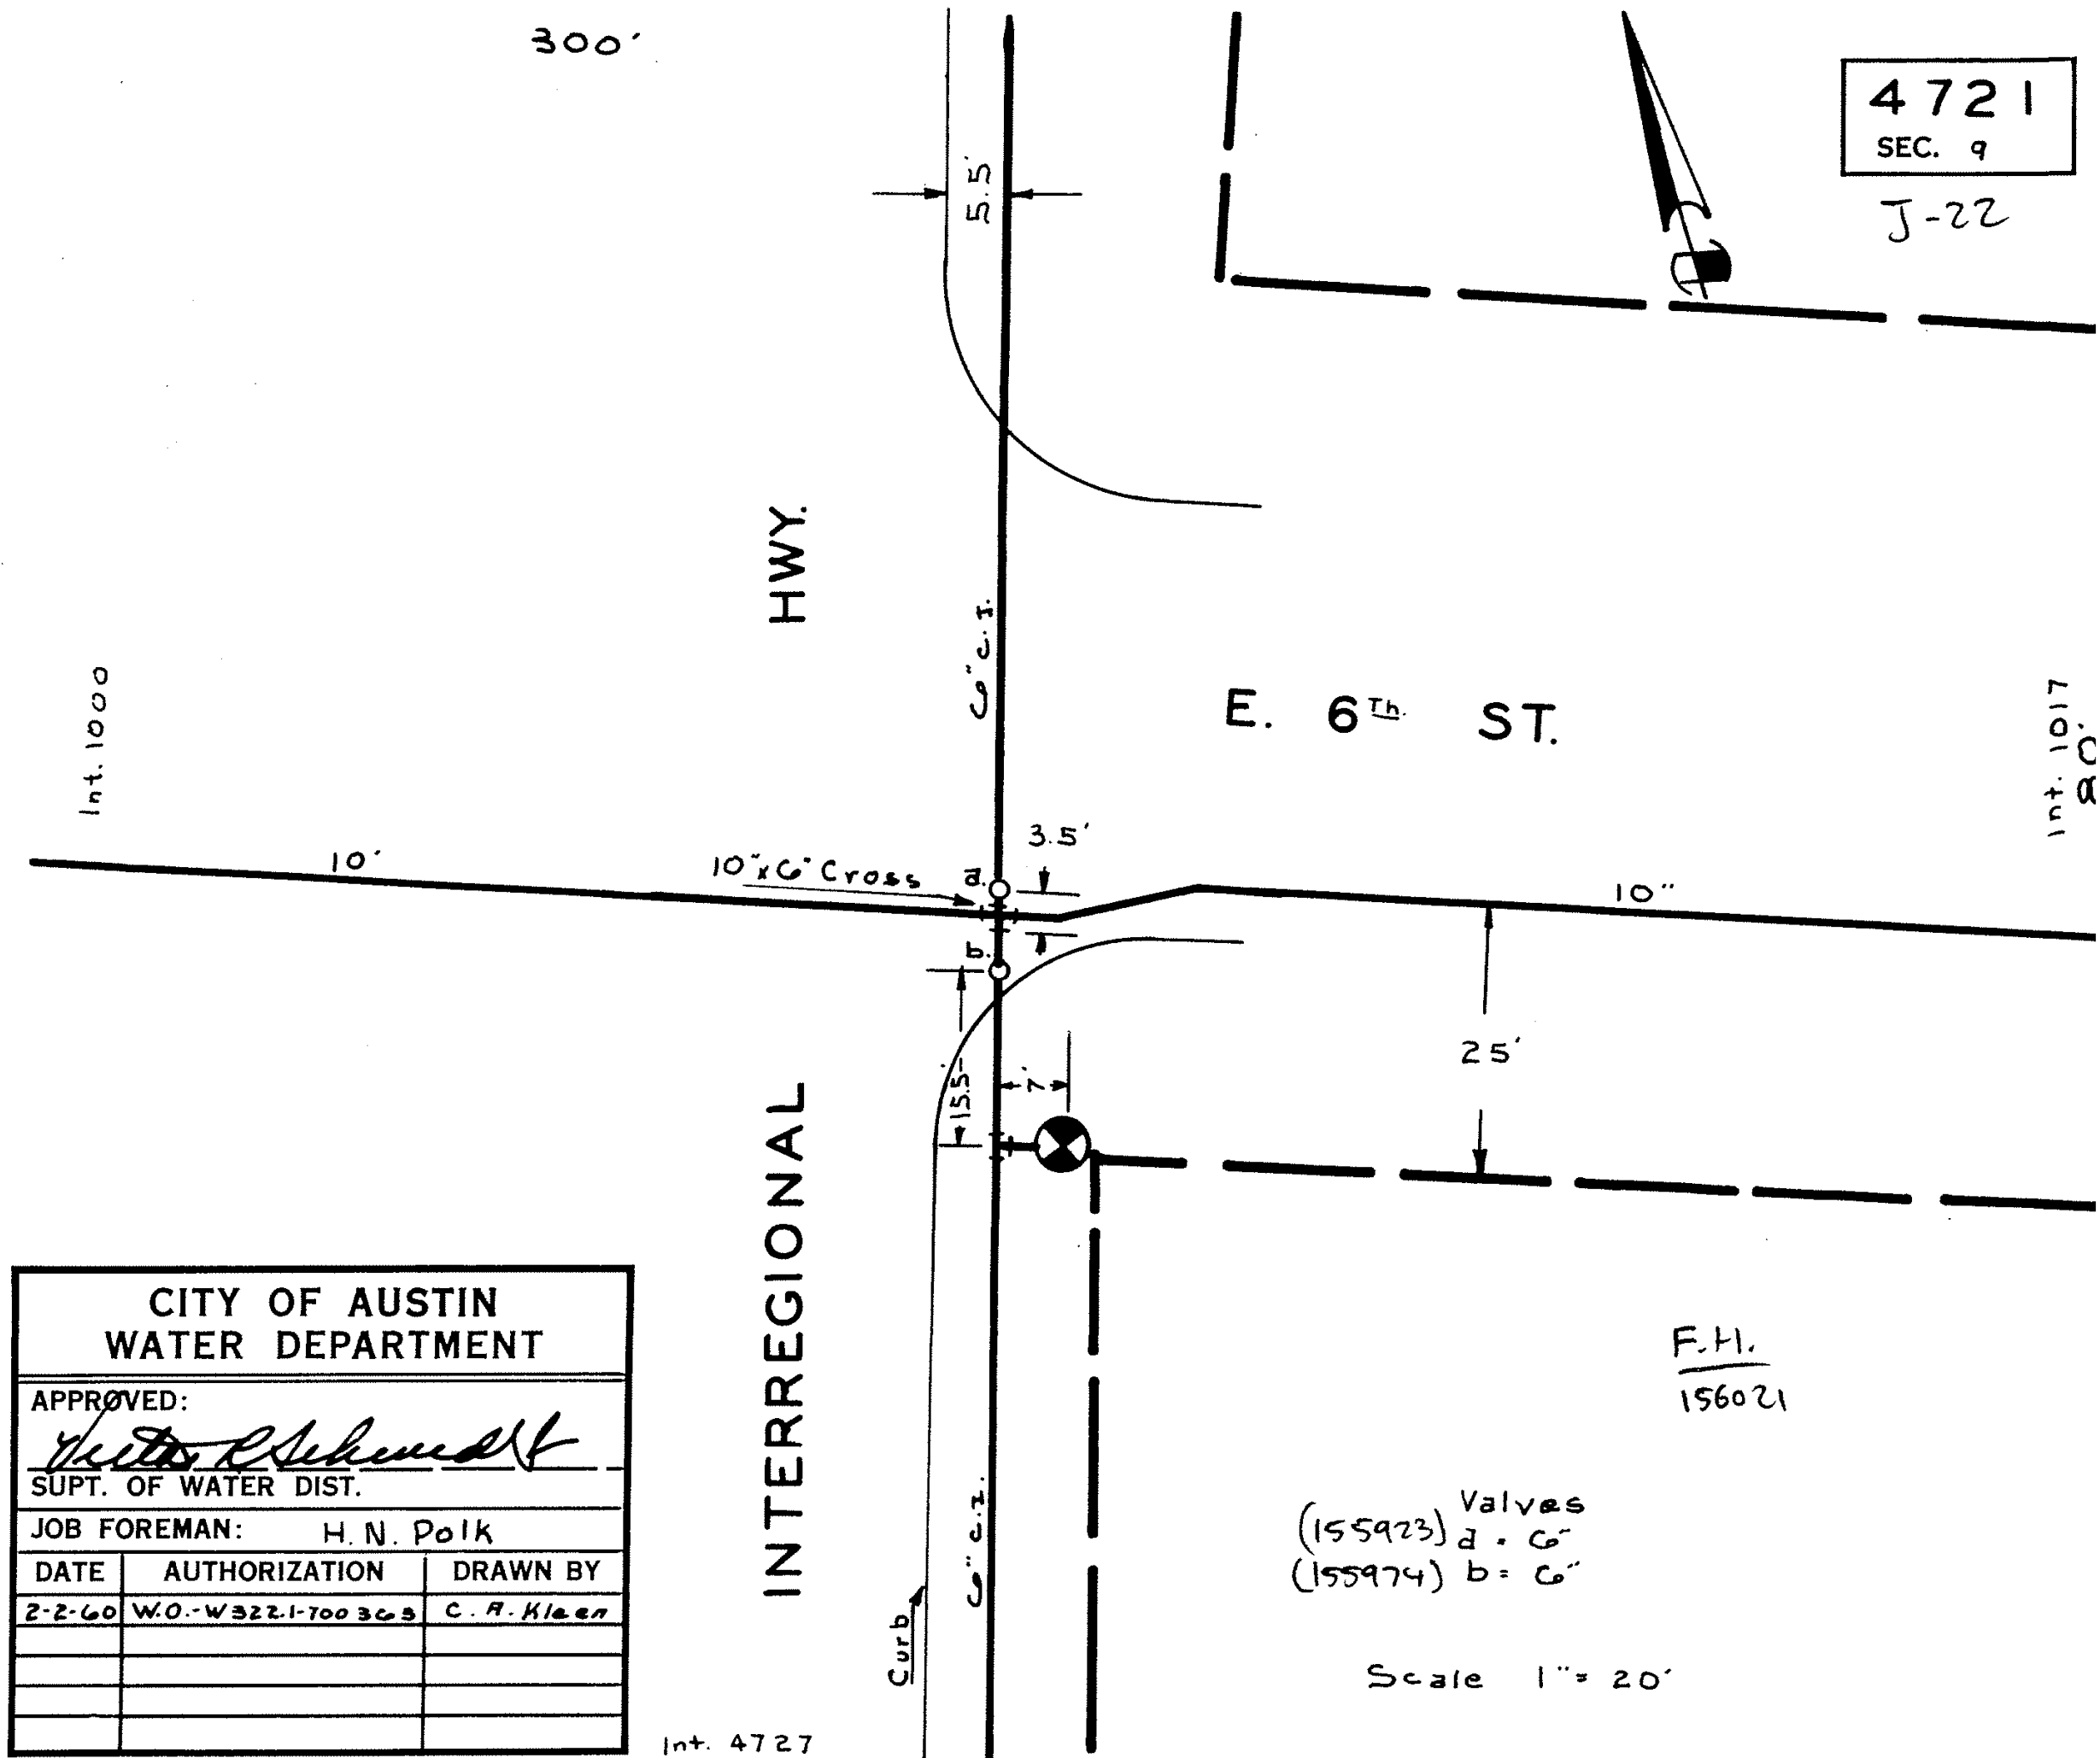 300'
4721
SEC. 9
J-22
5.5'
HWY.
6" C.I.
E. 6Th. ST.
Int. 1000
Int. 1017
80'
3.5'
10'
10"x6" Cross
a.
10"
b.
25'
15.5
7'
INTERREGIONAL
CITY OF AUSTIN
WATER DEPARTMENT
APPROVED:
SUPT. OF WATER DIST.
JOB FOREMAN: H. N. Polk
DATE AUTHORIZATION DRAWN BY
2-2-60 W.O.-W322.1-700363 C. A. Kleen
6" C.I.
Curb
F.H.
156021
Valves
(155923) a = 6"
(155974) b = 6"
Scale 1" = 20'
Int. 4727